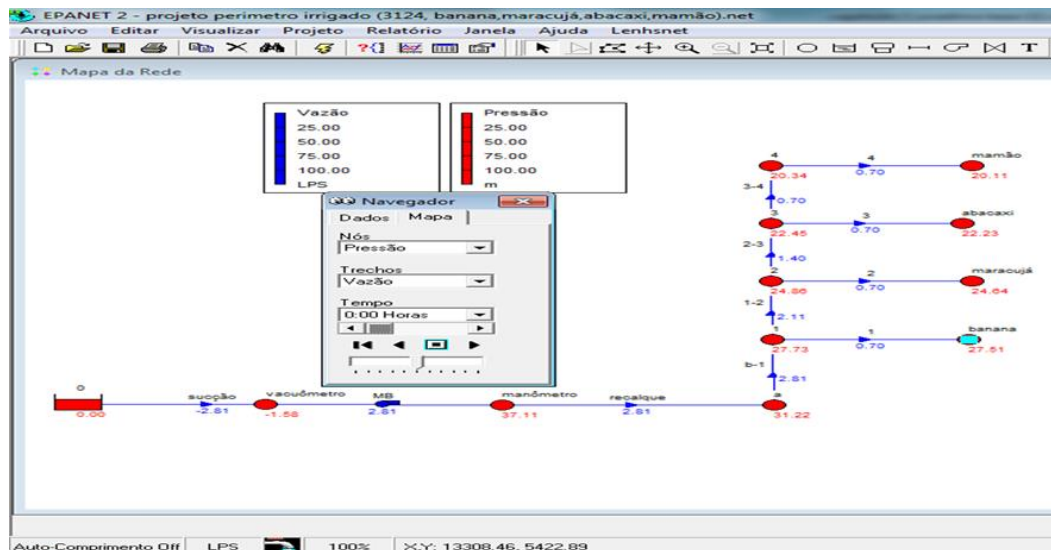 EPANET 2 - projeto perimetro irrigado (3124, banana,maracujá,abacaxi,mamão).net
Arquivo Editar Visualizar Projeto Relatório Janela Ajuda Lenhsnet
Mapa da Rede
Vazão
25.00
50.00
75.00
100.00
LPS
Pressão
25.00
50.00
75.00
100.00
m
Navegador
Dados Mapa
Nós
Pressão
Trechos
Vazão
Tempo
0:00 Horas
4 4 mamão
20.34 0.70 20.11
3-4 0.70
3 3 abacaxi
22.45 0.70 22.23
2-3 1.40
2 2 maracujá
24.86 0.70 24.64
1-2 2.11
1 1 banana
27.73 0.70 27.51
b-1 2.81
0 sucção vacuômetro MB manômetro recalque a
0.00 -2.81 -1.58 2.81 37.11 2.81 31.22
Auto-Comprimento Off LPS 100% X,Y: 13308.46, 5422.89